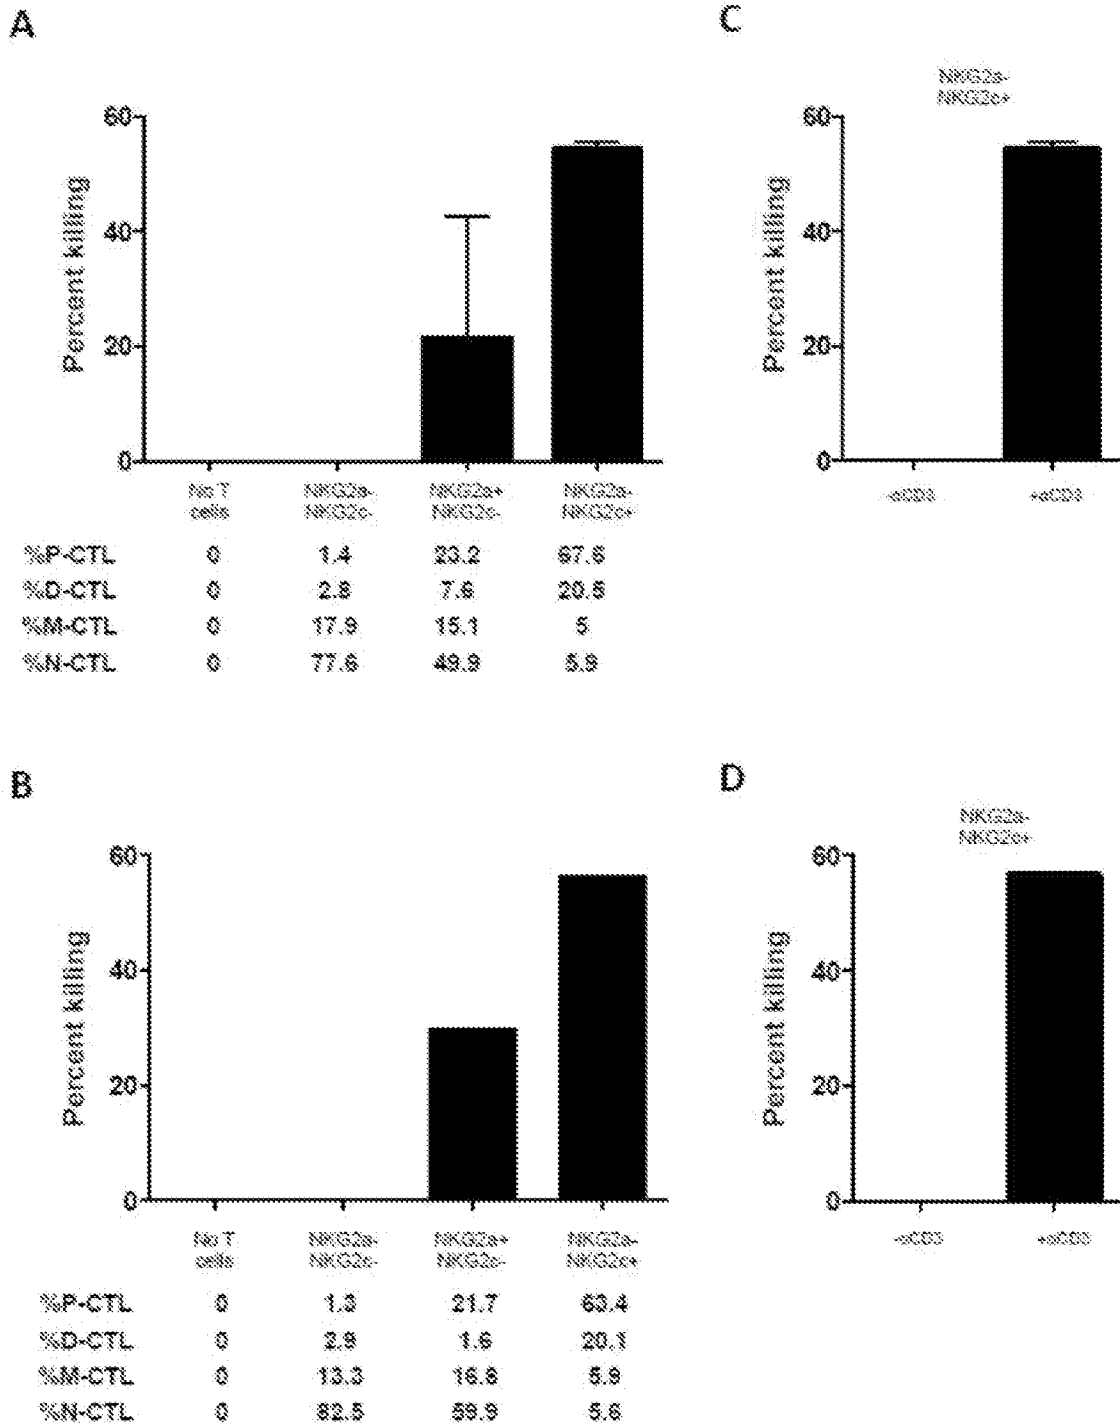 A
60
40
20
0
Percent killing
No T cells
NKG2a- NKG2c-
NKG2a+ NKG2c-
NKG2a- NKG2c+
%P-CTL 0 1.4 23.2
%D-CTL 0 2.8 7.6
%M-CTL 0 17.9 15.1 5
%N-CTL 0 77.6 49.9 5.9
C
NKG2a-
NKG2c+
60
40
20
0
Percent killing
-αCD3 +αCD3
B
60
40
20
0
Percent killing
No T cells
NKG2a- NKG2c-
NKG2a+ NKG2c-
NKG2a- NKG2c+
%P-CTL 0 1.3 21.7 63.4
%D-CTL 0 2.9 1.6 20.1
%M-CTL 0 13.3 16.8 5.9
%N-CTL 0 82.5 59.9 5.6
D
NKG2a-
NKG2c+
60
40
20
0
Percent killing
-αCD3 +αCD3